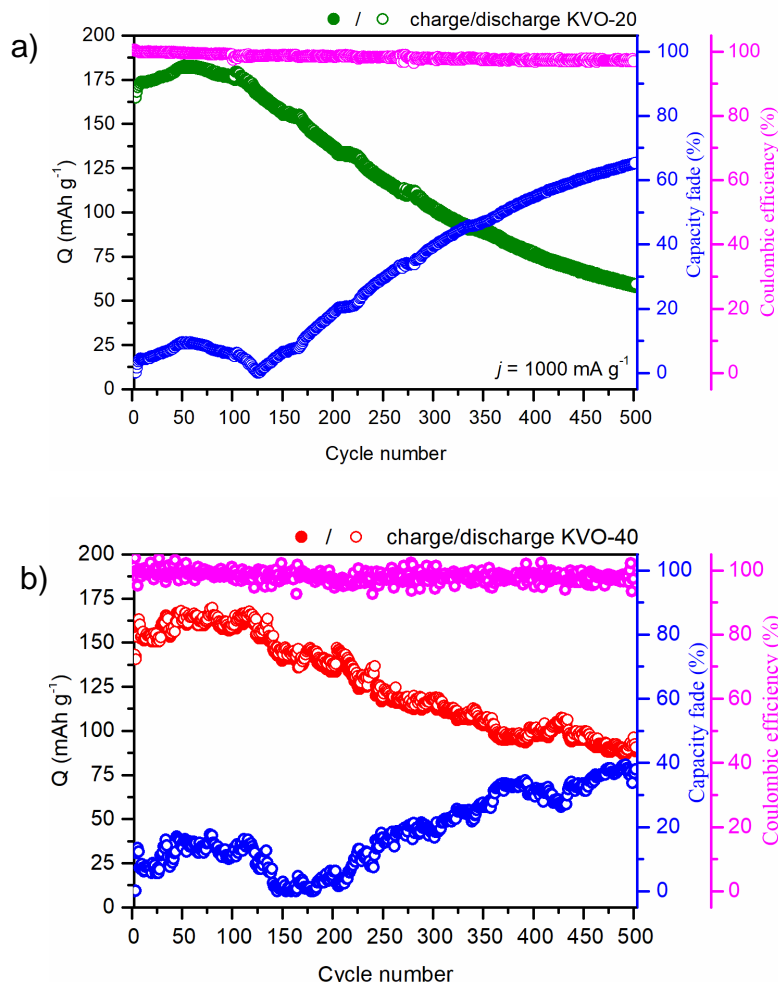 ● / ○ charge/discharge KVO-20
a)
200
175
150
125
100
75
50
25
0
Q (mAh g⁻¹)
0 50 100 150 200 250 300 350 400 450 500
Cycle number
j = 1000 mA g⁻¹
100
80
60
40
20
0
Capacity fade (%)
100
80
60
40
20
0
Coulombic efficiency (%)
● / ○ charge/discharge KVO-40
b)
200
175
150
125
100
75
50
25
0
Q (mAh g⁻¹)
0 50 100 150 200 250 300 350 400 450 500
Cycle number
100
80
60
40
20
0
Capacity fade (%)
100
80
60
40
20
0
Coulombic efficiency (%)